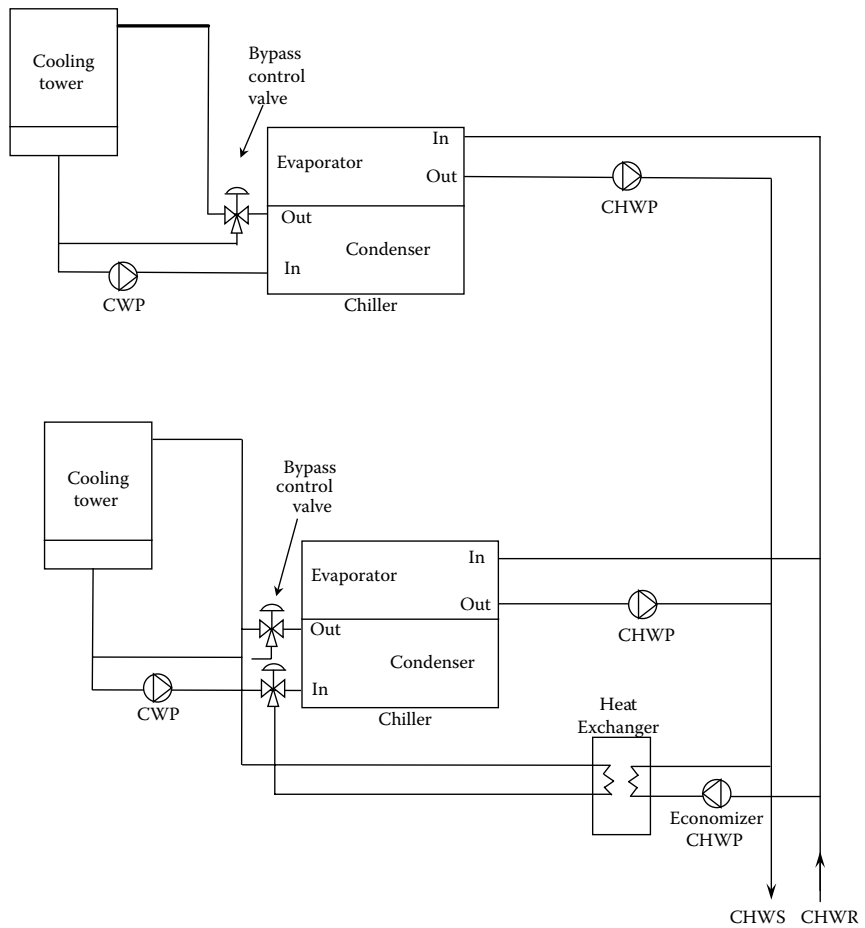 Cooling
tower
Bypass
control
valve
In
Evaporator
Out
CHWP
Out
Condenser
In
CWP
Chiller
Cooling
tower
Bypass
control
valve
In
Evaporator
Out
CHWP
Out
Condenser
In
CWP
Chiller
Heat
Exchanger
Economizer
CHWP
CHWS
CHWR